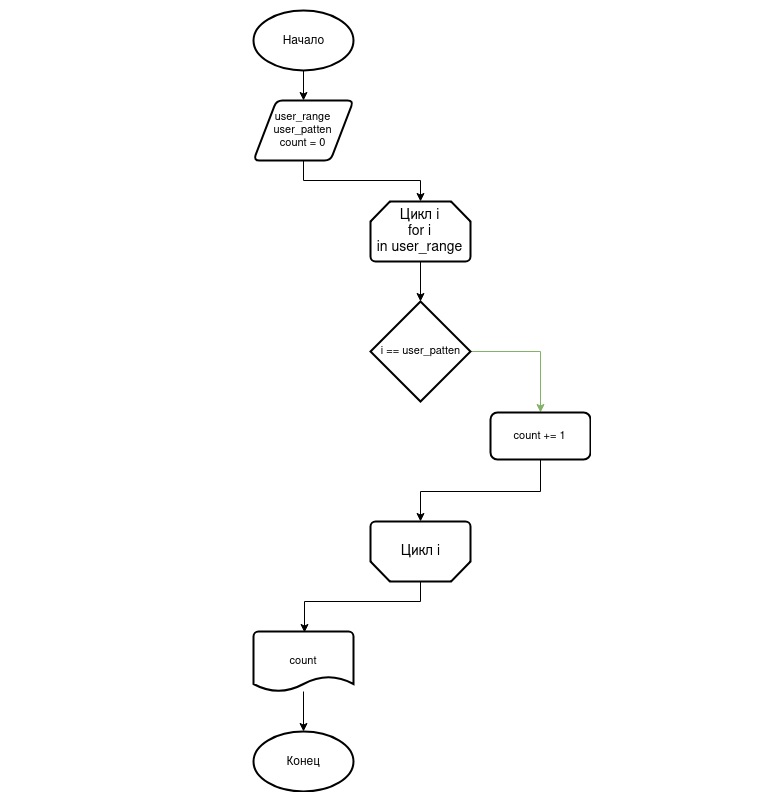 Начало
user_range
user_patten
count = 0
Цикл i
for i
in user_range
i == user_patten
count += 1
Цикл i
count
Конец